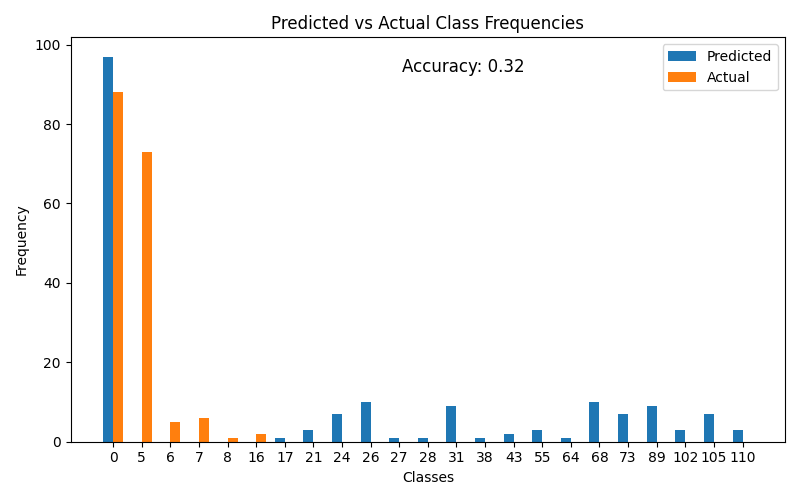 Predicted vs Actual Class Frequencies
Accuracy: 0.32
Predicted
Actual
Frequency
100
80
60
40
20
0
0 5 6 7 8 16 17 21 24 26 27 28 31 38 43 55 64 68 73 89 102 105 110
Classes